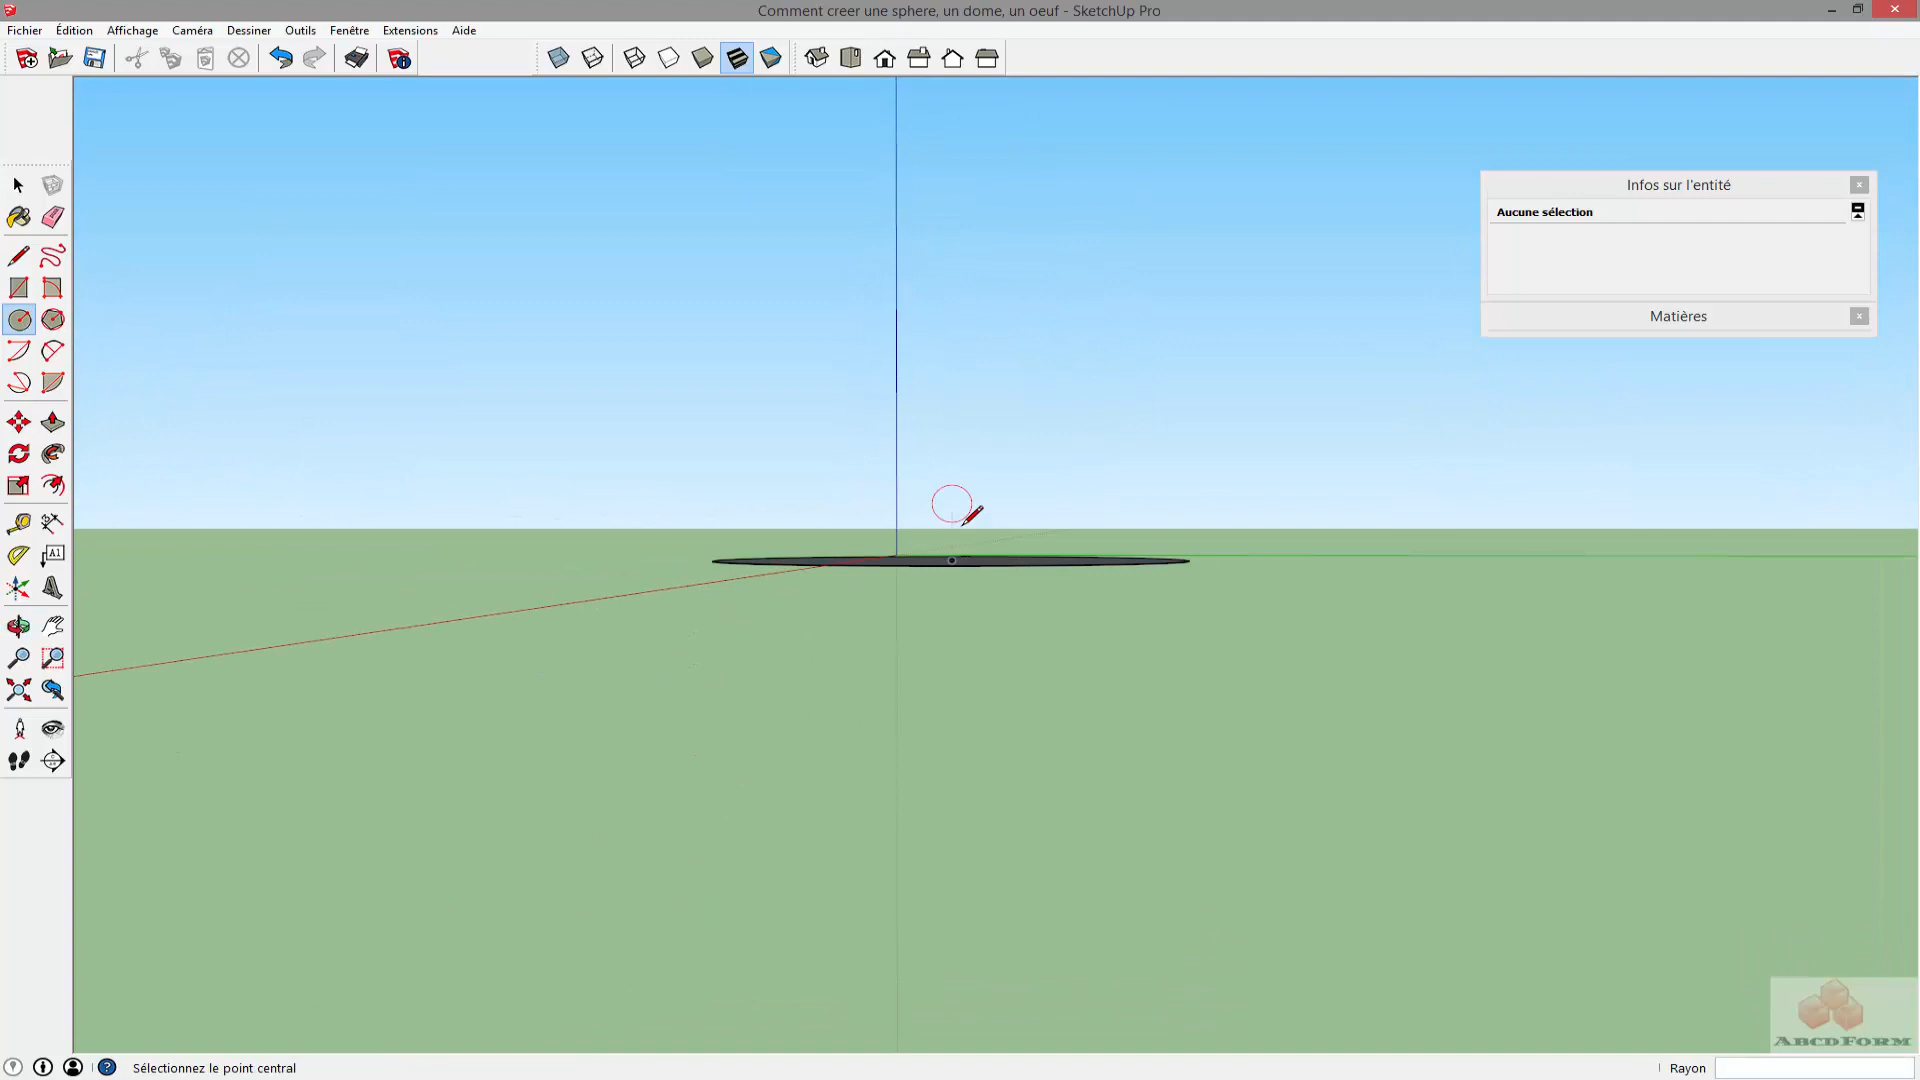 Comment creer une sphere, un dome, un oeuf - SketchUp Pro
Fichier Édition Affichage Caméra Dessiner Outils Fenêtre Extensions Aide
Infos sur l'entité
Aucune sélection
Matières
A1
ABCDFORM
Sélectionnez le point central
Rayon